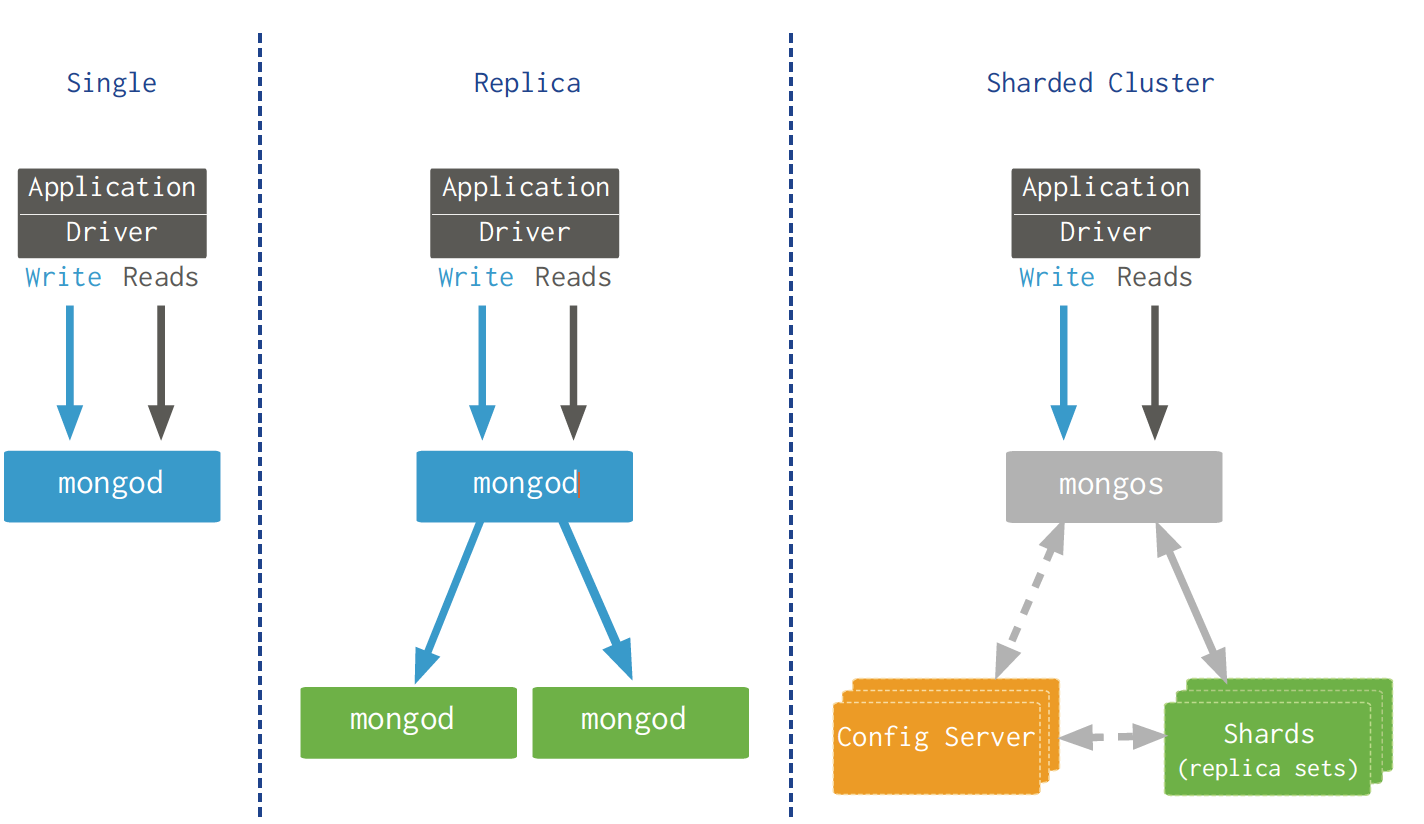 Single
Application
Driver
Write Reads
mongod
Replica
Application
Driver
Write Reads
mongod
mongod
mongod
Sharded Cluster
Application
Driver
Write Reads
mongos
Config Server
Shards
(replica sets)